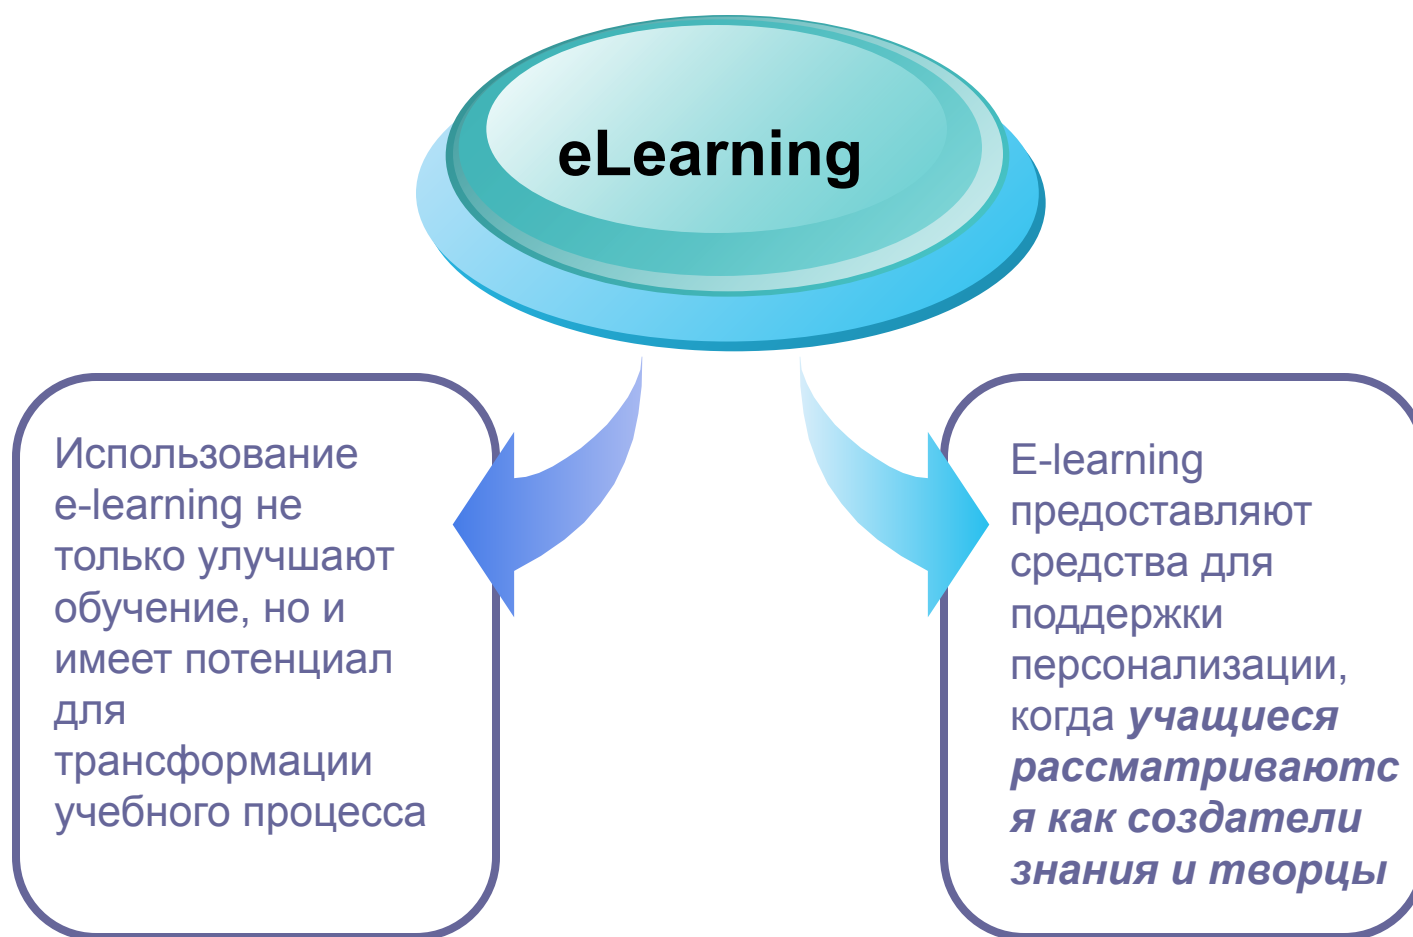 eLearning
Использование
e-learning не
только улучшают
обучение, но и
имеет потенциал
для
трансформации
учебного процесса
E-learning
предоставляют
средства для
поддержки
персонализации,
когда учащиеся
рассматриваютс
я как создатели
знания и творцы